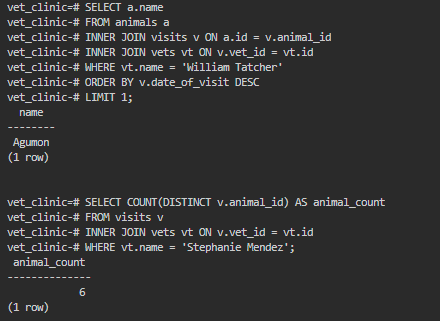 vet_clinic=# SELECT a.name
vet_clinic-# FROM animals a
vet_clinic-# INNER JOIN visits v ON a.id = v.animal_id
vet_clinic-# INNER JOIN vets vt ON v.vet_id = vt.id
vet_clinic-# WHERE vt.name = 'William Tatcher'
vet_clinic-# ORDER BY v.date_of_visit DESC
vet_clinic-# LIMIT 1;
  name
--------
 Agumon
(1 row)

vet_clinic=# SELECT COUNT(DISTINCT v.animal_id) AS animal_count
vet_clinic-# FROM visits v
vet_clinic-# INNER JOIN vets vt ON v.vet_id = vt.id
vet_clinic-# WHERE vt.name = 'Stephanie Mendez';
 animal_count
--------------
            6
(1 row)